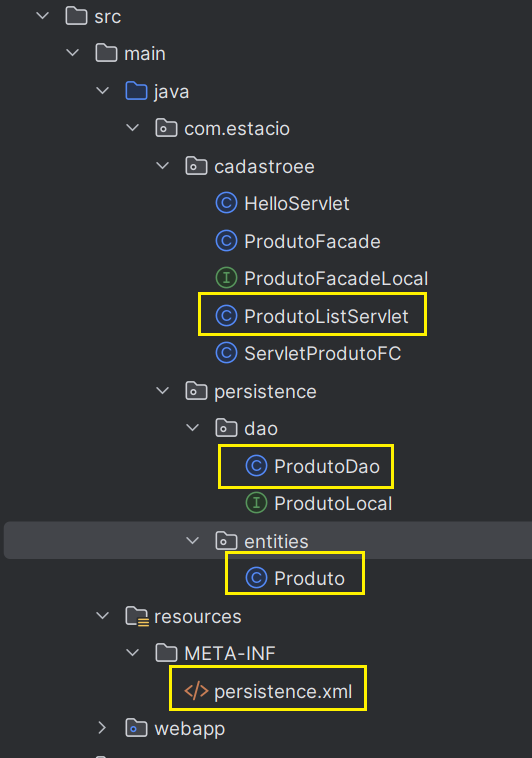 src
main
java
com.estacio
cadastroee
C HelloServlet
C ProdutoFacade
I ProdutoFacadeLocal
C ProdutoListServlet
C ServletProdutoFC
persistence
dao
C ProdutoDao
I ProdutoLocal
entities
C Produto
resources
META-INF
</> persistence.xml
webapp